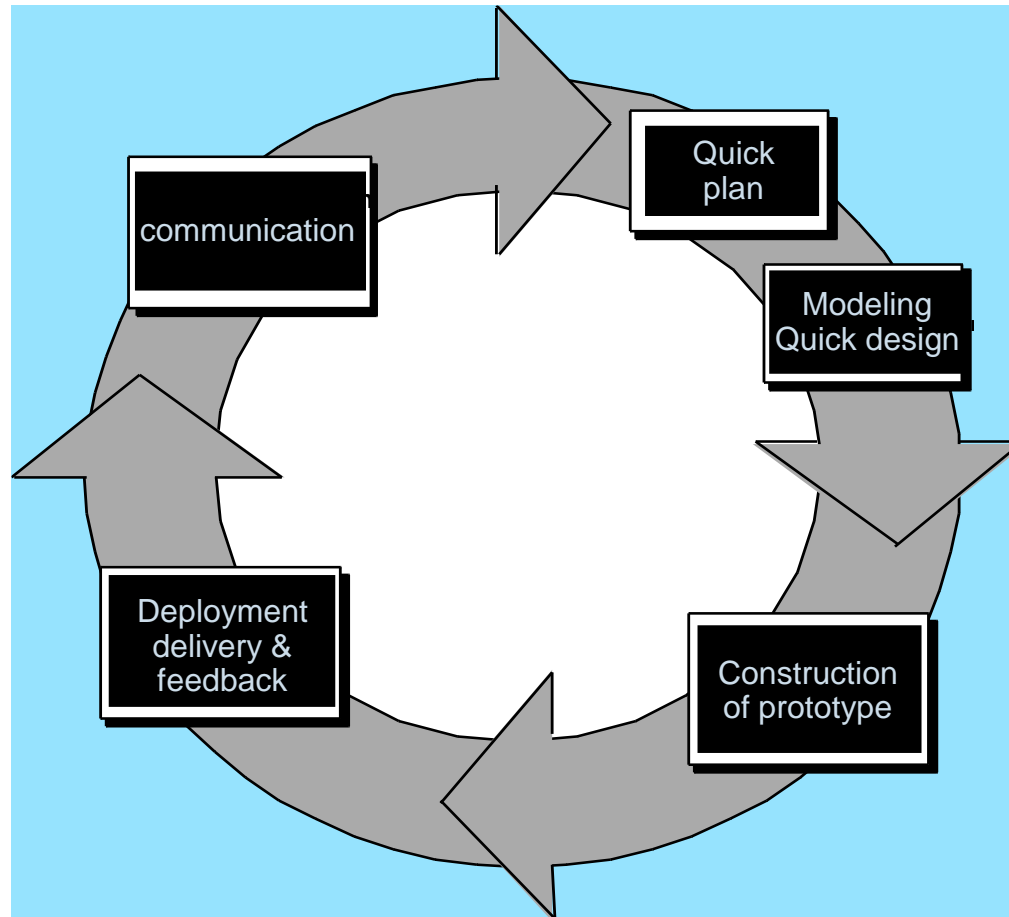 communication
Quick
plan
Modeling
Quick design
Construction
of prototype
Deployment
delivery &
feedback